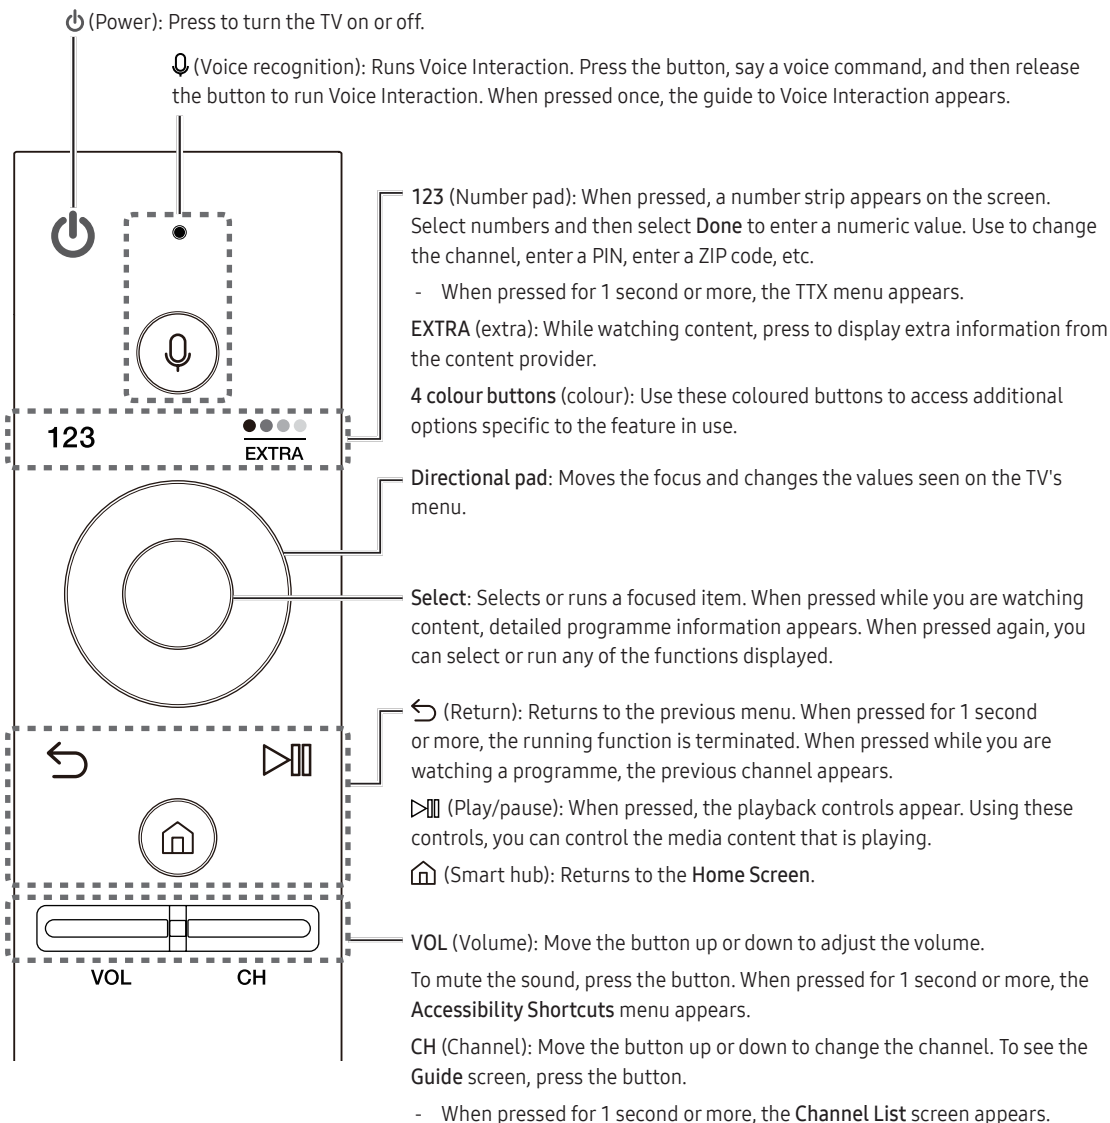 (Power): Press to turn the TV on or off.
(Voice recognition): Runs Voice Interaction. Press the button, say a voice command, and then release
the button to run Voice Interaction. When pressed once, the guide to Voice Interaction appears.
123 (Number pad): When pressed, a number strip appears on the screen.
Select numbers and then select Done to enter a numeric value. Use to change
the channel, enter a PIN, enter a ZIP code, etc.
- When pressed for 1 second or more, the TTX menu appears.
EXTRA (extra): While watching content, press to display extra information from
the content provider.
4 colour buttons (colour): Use these coloured buttons to access additional
options specific to the feature in use.
123
EXTRA
Directional pad: Moves the focus and changes the values seen on the TV's
menu.
Select: Selects or runs a focused item. When pressed while you are watching
content, detailed programme information appears. When pressed again, you
can select or run any of the functions displayed.
(Return): Returns to the previous menu. When pressed for 1 second
or more, the running function is terminated. When pressed while you are
watching a programme, the previous channel appears.
(Play/pause): When pressed, the playback controls appear. Using these
controls, you can control the media content that is playing.
(Smart hub): Returns to the Home Screen.
VOL (Volume): Move the button up or down to adjust the volume.
To mute the sound, press the button. When pressed for 1 second or more, the
Accessibility Shortcuts menu appears.
CH (Channel): Move the button up or down to change the channel. To see the
Guide screen, press the button.
- When pressed for 1 second or more, the Channel List screen appears.
VOL
CH